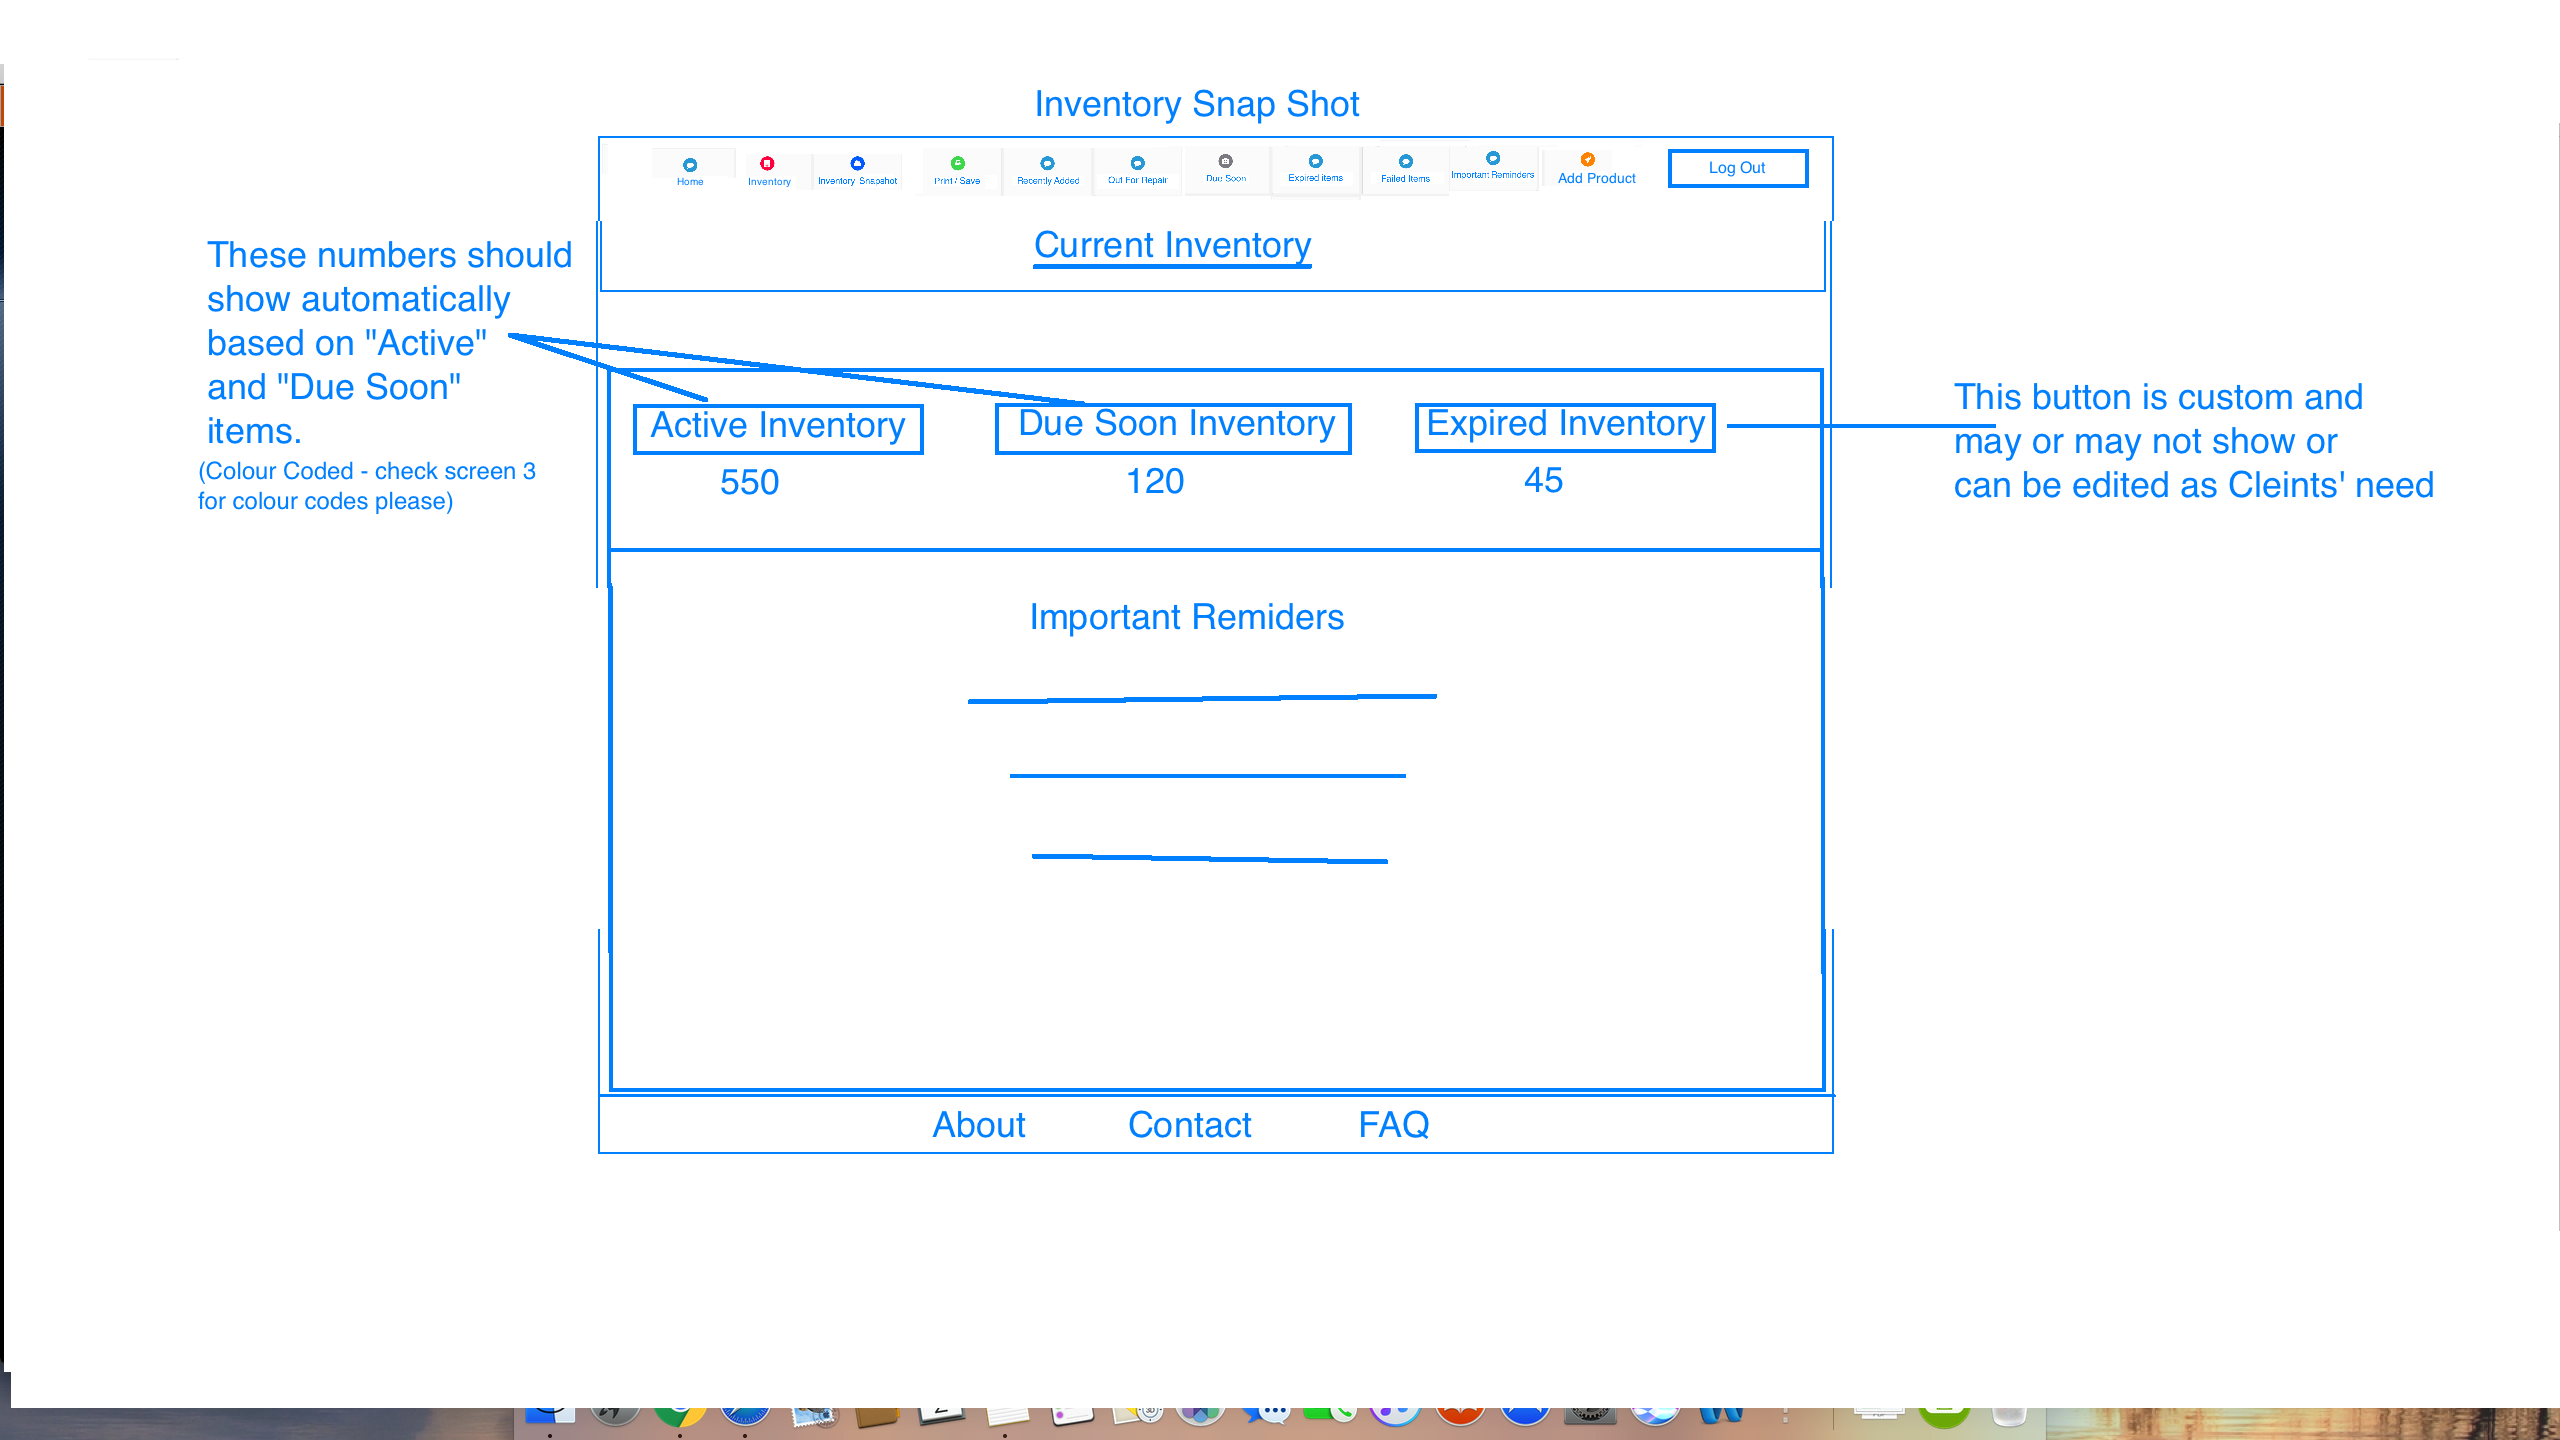 Inventory Snap Shot
Home
Inventory
Inventory Snapshot
Print / Save
Recently Added
Out For Repair
Due Soon
Expired items
Failed Items
Important Reminders
Add Product
Log Out
Current Inventory
These numbers should
show automatically
based on "Active"
and "Due Soon"
items.
(Colour Coded - check screen 3
for colour codes please)
Active Inventory
550
Due Soon Inventory
120
Expired Inventory
45
This button is custom and
may or may not show or
can be edited as Cleints' need
Important Remiders
About
Contact
FAQ